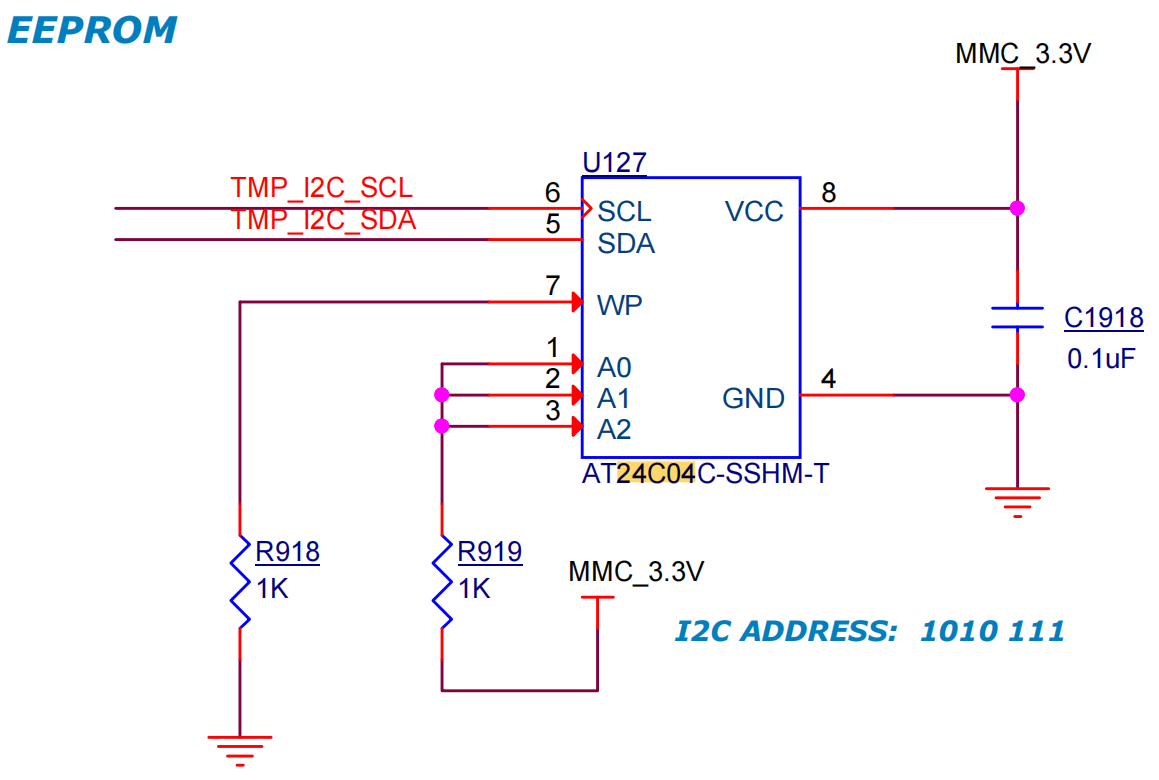 EEPROM
MMC_3.3V
U127
TMP_I2C_SCL
6
SCL
VCC
8
TMP_I2C_SDA
5
SDA
7
WP
C1918
0.1uF
1
A0
2
A1
GND
4
3
A2
AT24C04C-SSHM-T
R918
1K
R919
1K
MMC_3.3V
I2C ADDRESS: 1010 111